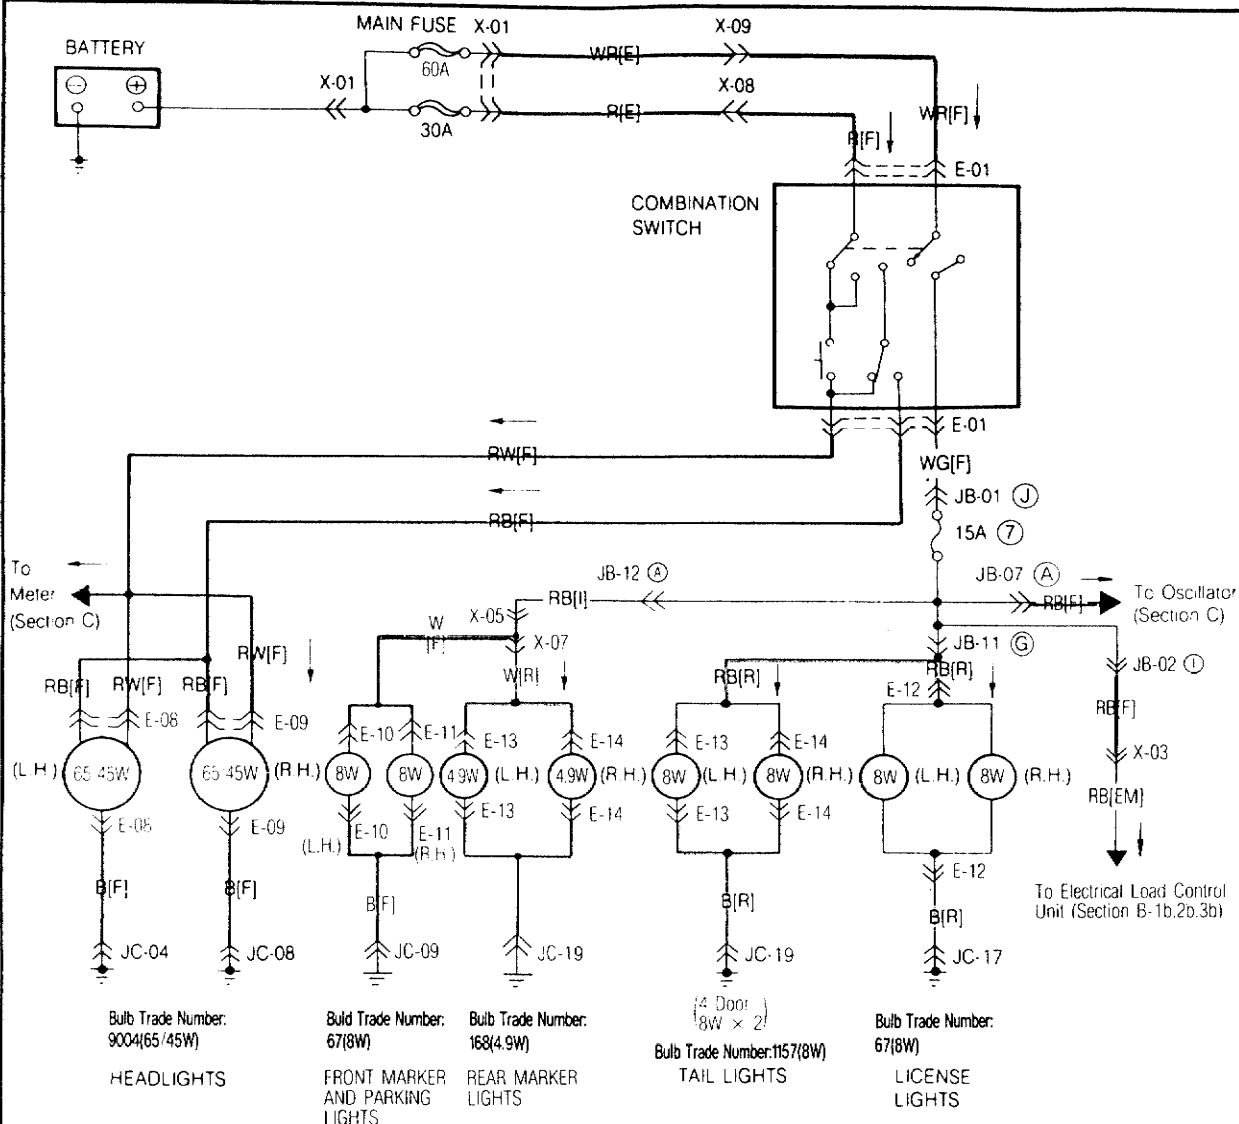 MAIN FUSE X-01 X-09
BATTERY
WR[E]
60A
X-01
X-08
R[E]
30A
WR[F]
R[F]
E-01
COMBINATION
SWITCH
E-01
RW[F]
WG[F]
JB-01 J
RB[F]
15A 7
To
Meter
(Section C)
JB-12 A
JB-07 A
RB[I]
RB[F]
To Oscillator
(Section C)
X-05
W
[F]
X-07
JB-11 G
RW[F]
JB-02 I
RB[F] RW[F] RB[F]
W[R]
RB[R]
RB[R]
E-12
E-08 E-09
RB[F]
E-10 E-11 E-13 E-14 E-13 E-14
X-03
(L.H.) 65 45W 65 45W (R.H.) 8W 8W 4.9W (L.H.) 4.9W (R.H.) 8W (L.H.) 8W (R.H.) 8W (L.H.) 8W (R.H.)
RB[EM]
E-08 E-09 E-10 E-11 E-13 E-14 E-13 E-14
(L.H.) (R.H.)
E-12
To Electrical Load Control
Unit (Section B-1b.2b.3b)
B[F] B[F] B[F] B[R] B[R]
JC-04 JC-08 JC-09 JC-19 JC-19 JC-17
(4 Door
8W × 2)
Bulb Trade Number:
9004(65/45W)
HEADLIGHTS
Buld Trade Number:
67(8W)
FRONT MARKER
AND PARKING
LIGHTS
Bulb Trade Number:
168(4.9W)
REAR MARKER
LIGHTS
Bulb Trade Number:1157(8W)
TAIL LIGHTS
Bulb Trade Number:
67(8W)
LICENSE
LIGHTS